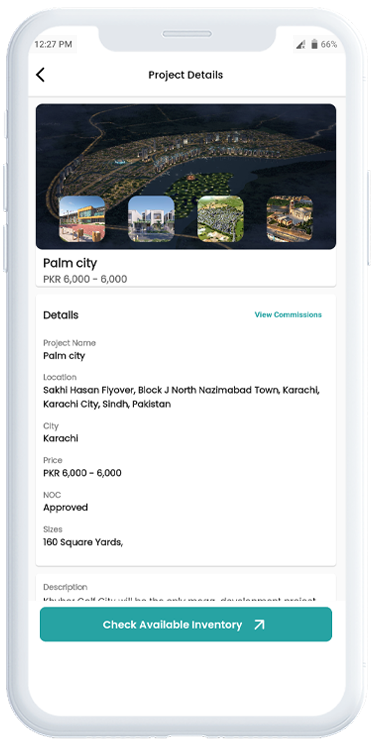 12:27 PM 66%
Project Details
Palm city
PKR 6,000 - 6,000
Details View Commissions
Project Name
Palm city
Location
Sakhi Hasan Flyover, Block J North Nazimabad Town, Karachi,
Karachi City, Sindh, Pakistan
City
Karachi
Price
PKR 6,000 - 6,000
NOC
Approved
Sizes
160 Square Yards,
Description
Golf City will be the only mega development project
Check Available Inventory